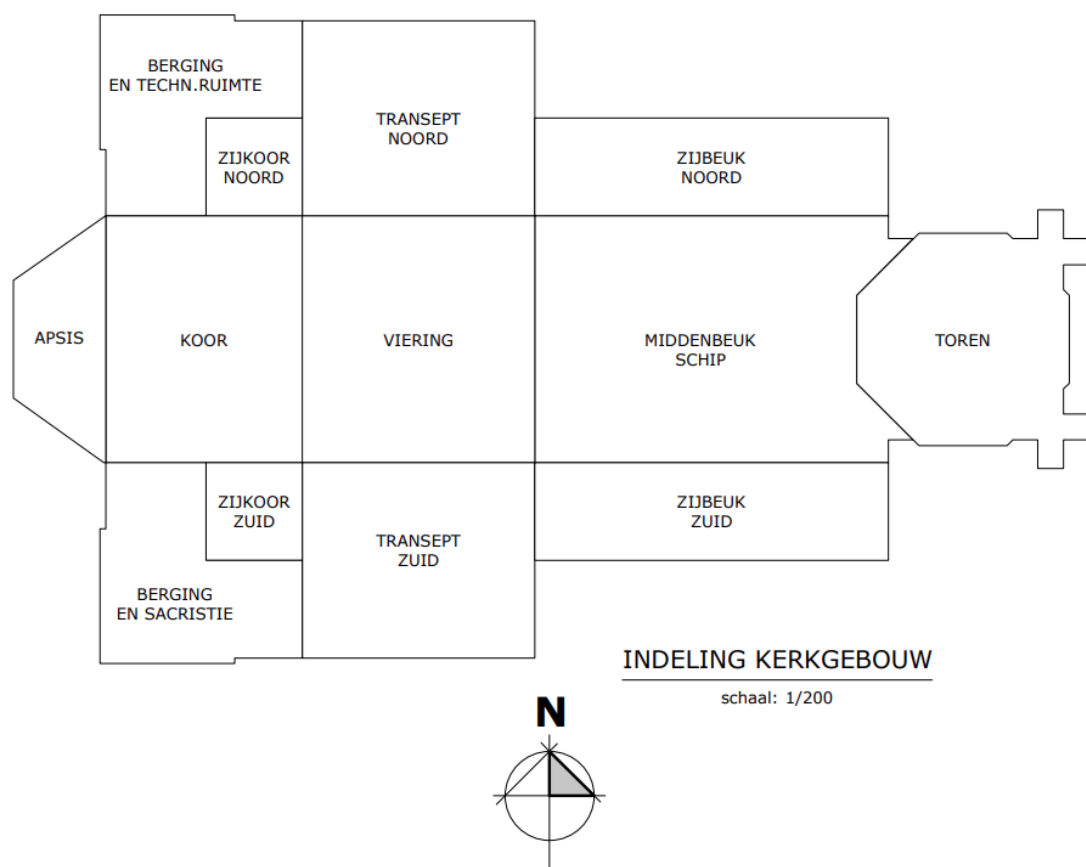 BERGING
EN TECHN.RUIMTE
TRANSEPT
NOORD
ZIJKOOR
NOORD
ZIJBEUK
NOORD
APSIS
KOOR
VIERING
MIDDENBEUK
SCHIP
TOREN
ZIJKOOR
ZUID
ZIJBEUK
ZUID
TRANSEPT
ZUID
BERGING
EN SACRISTIE
INDELING KERKGEBOUW
schaal: 1/200
N